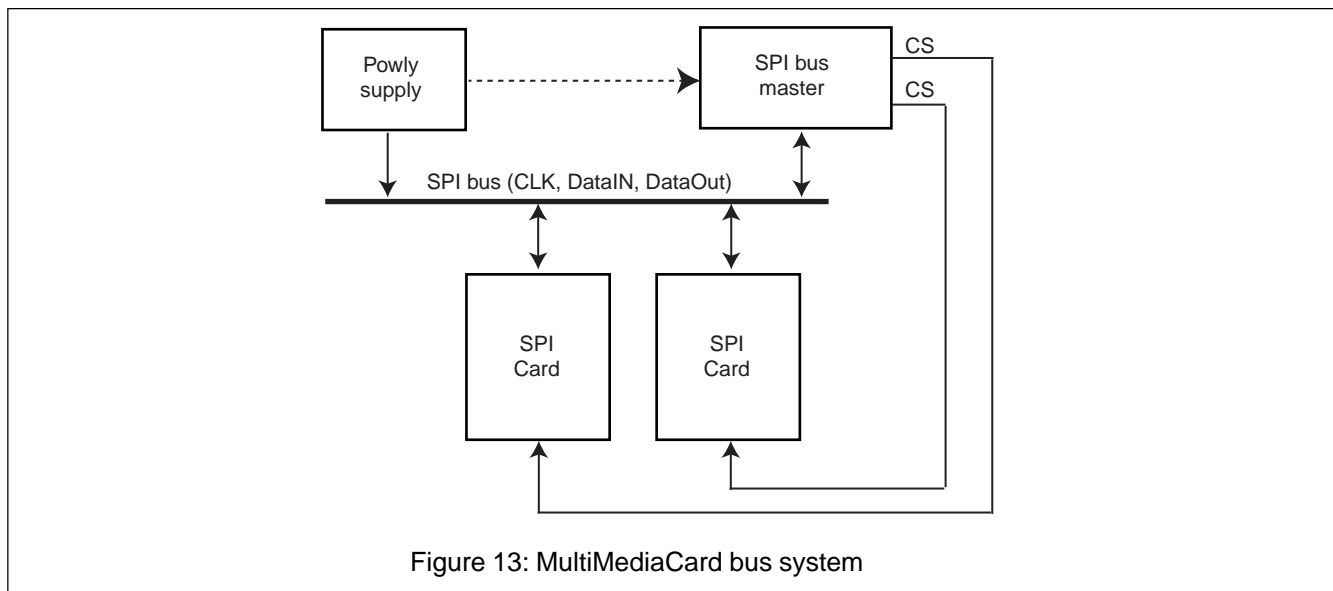 Powly
supply
SPI bus
master
CS
CS
SPI bus (CLK, DataIN, DataOut)
SPI
Card
SPI
Card
Figure 13: MultiMediaCard bus system